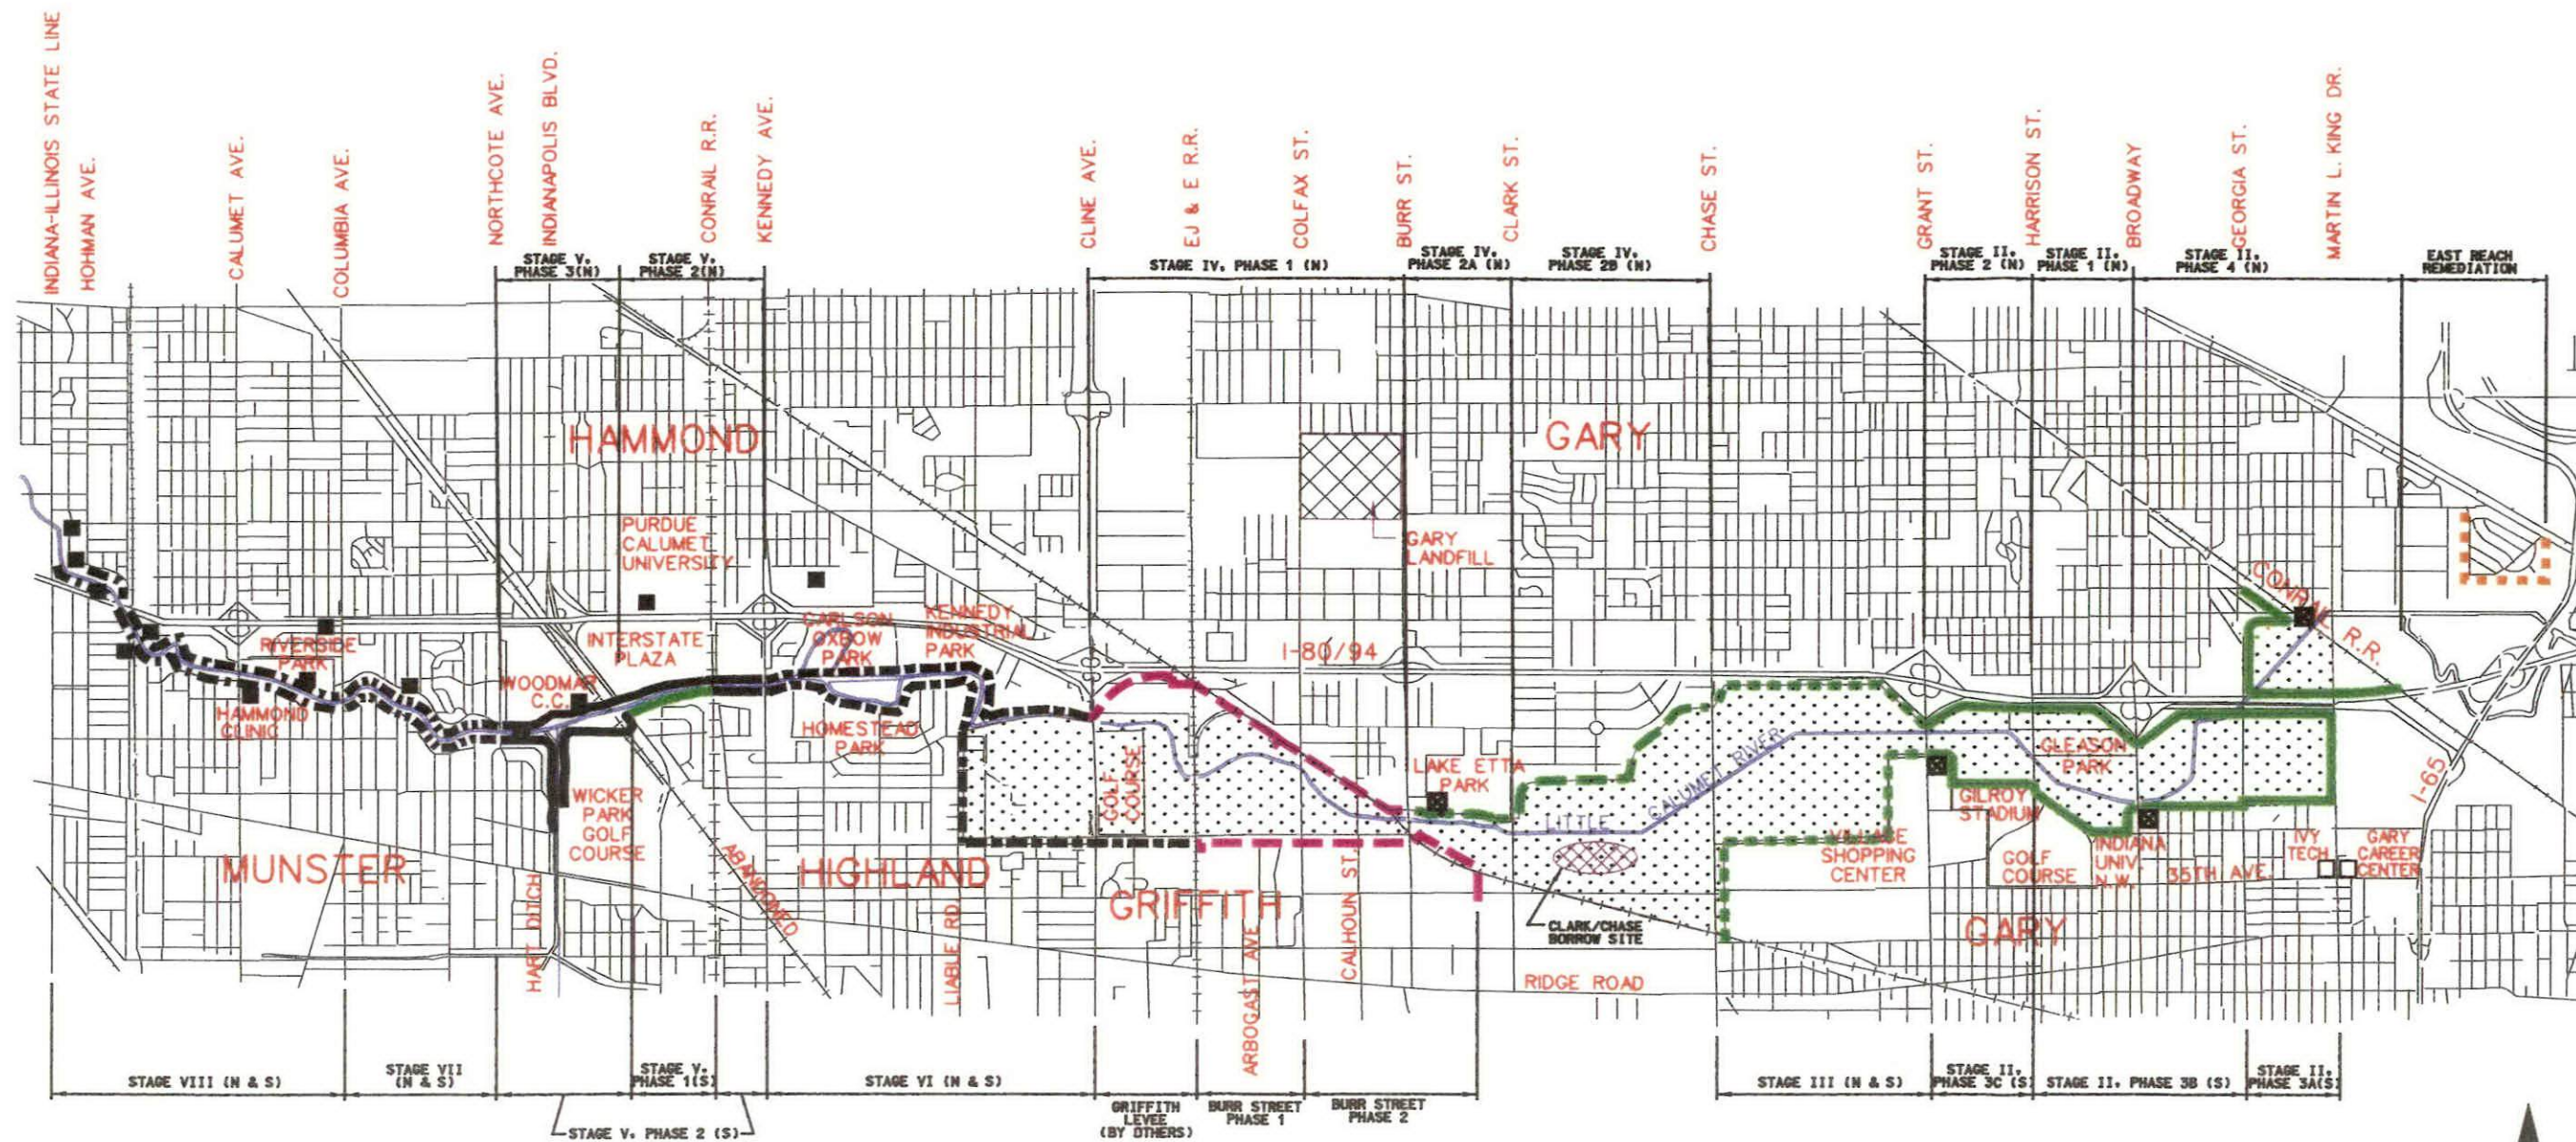 INDIANA-ILLINOIS STATE LINE
HOHMAN AVE.
CALUMET AVE.
COLUMBIA AVE.
NORTHCOTE AVE.
INDIANAPOLIS BLVD.
CONRAIL R.R.
KENNEDY AVE.
CLINE AVE.
EJ & E R.R.
COLFAX ST.
BURR ST.
CLARK ST.
CHASE ST.
GRANT ST.
HARRISON ST.
BROADWAY
GEORGIA ST.
MARTIN L. KING DR.
STAGE V.
PHASE 3(N)
STAGE V.
PHASE 2(N)
STAGE IV. PHASE 1 (N)
STAGE IV.
PHASE 2A (N)
STAGE IV.
PHASE 2B (N)
STAGE II.
PHASE 2 (N)
STAGE II.
PHASE 1 (N)
STAGE II.
PHASE 4 (N)
EAST REACH
REMEDIATION
HAMMOND
GARY
PURDUE
CALUMET
UNIVERSITY
GARY
LANDFILL
CONRAIL R.R.
RIVERSIDE
PARK
INTERSTATE
PLAZA
CARLSON
OXBOW
PARK
KENNEDY
INDUSTRIAL
PARK
I-80/94
WOODMAR
C.C.
HAMMOND
CLINIC
HOMESTEAD
PARK
GOLF
COURSE
LAKE ETTA
PARK
LITTLE CALUMET RIVER
GLEASON
PARK
GILROY
STADIUM
I-65
WICKER
PARK
GOLF
COURSE
MUNSTER
HIGHLAND
GRIFFITH
ABANDONED
HART DITCH
LIABLE RD.
ARBOGAST AVE
CALHOUN ST.
VILLAGE
SHOPPING
CENTER
GOLF
COURSE
INDIANA
UNIV.
N.W.
35TH AVE.
IVY
TECH
GARY
CAREER
CENTER
CLARK/CHASE
BORROW SITE
GARY
RIDGE ROAD
STAGE VIII (N & S)
STAGE VII
(N & S)
STAGE V.
PHASE 1(S)
STAGE VI (N & S)
STAGE III (N & S)
STAGE II.
PHASE 3C (S)
STAGE II. PHASE 3B (S)
STAGE II.
PHASE 3A(S)
STAGE V. PHASE 2 (S)
GRIFFITH
LEVEE
(BY OTHERS)
BURR STREET
PHASE 1
BURR STREET
PHASE 2